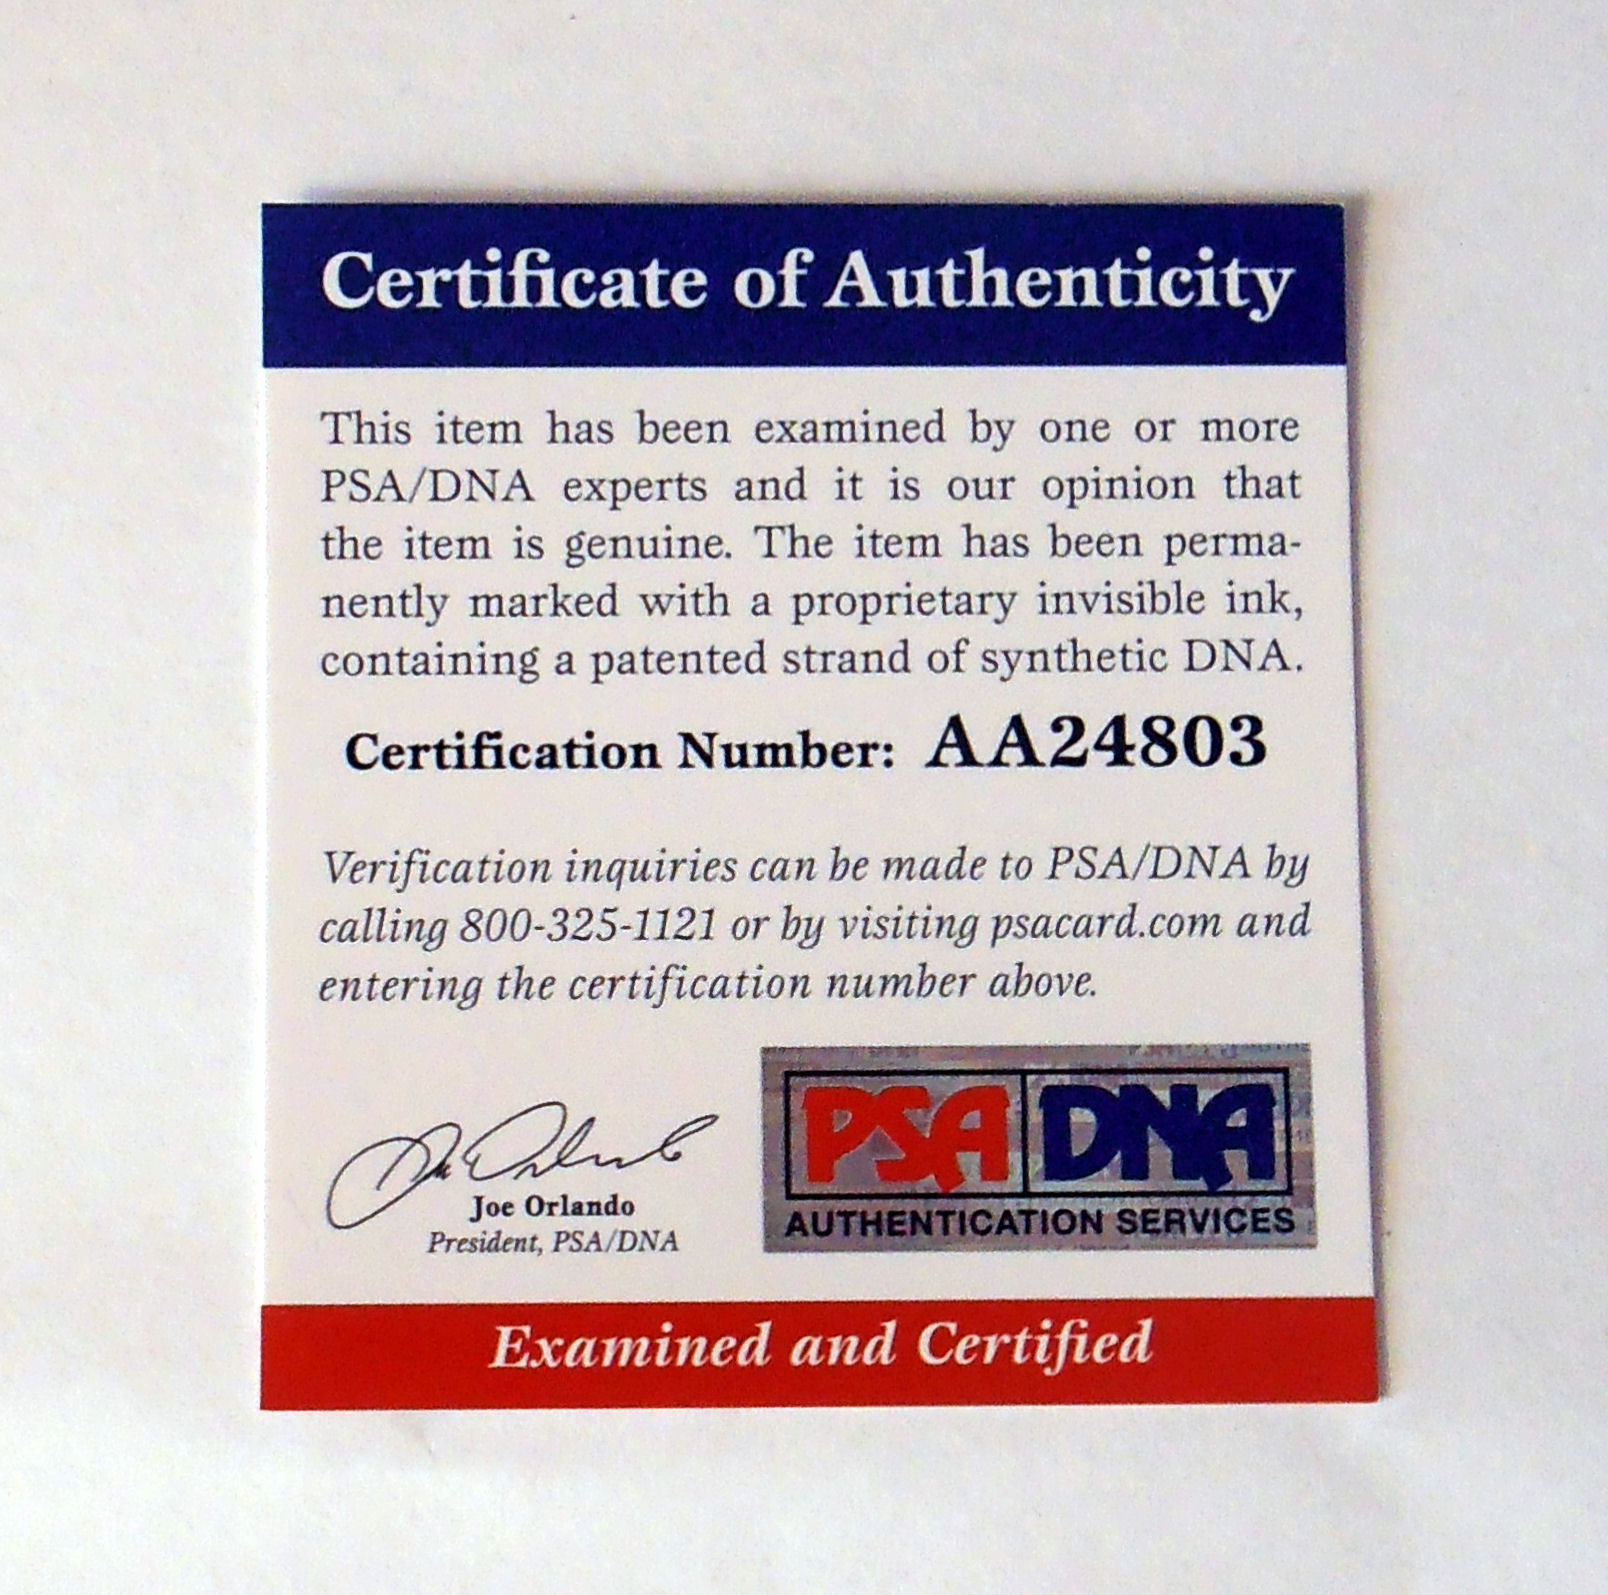 Certificate of Authenticity
This item has been examined by one or more
PSA/DNA experts and it is our opinion that
the item is genuine. The item has been perma-
nently marked with a proprietary invisible ink,
containing a patented strand of synthetic DNA.
Certification Number: AA24803
Verification inquiries can be made to PSA/DNA by
calling 800-325-1121 or by visiting psacard.com and
entering the certification number above.
Joe Orlando
Joe Orlando
President, PSA/DNA
PSA DNA
AUTHENTICATION SERVICES
Examined and Certified